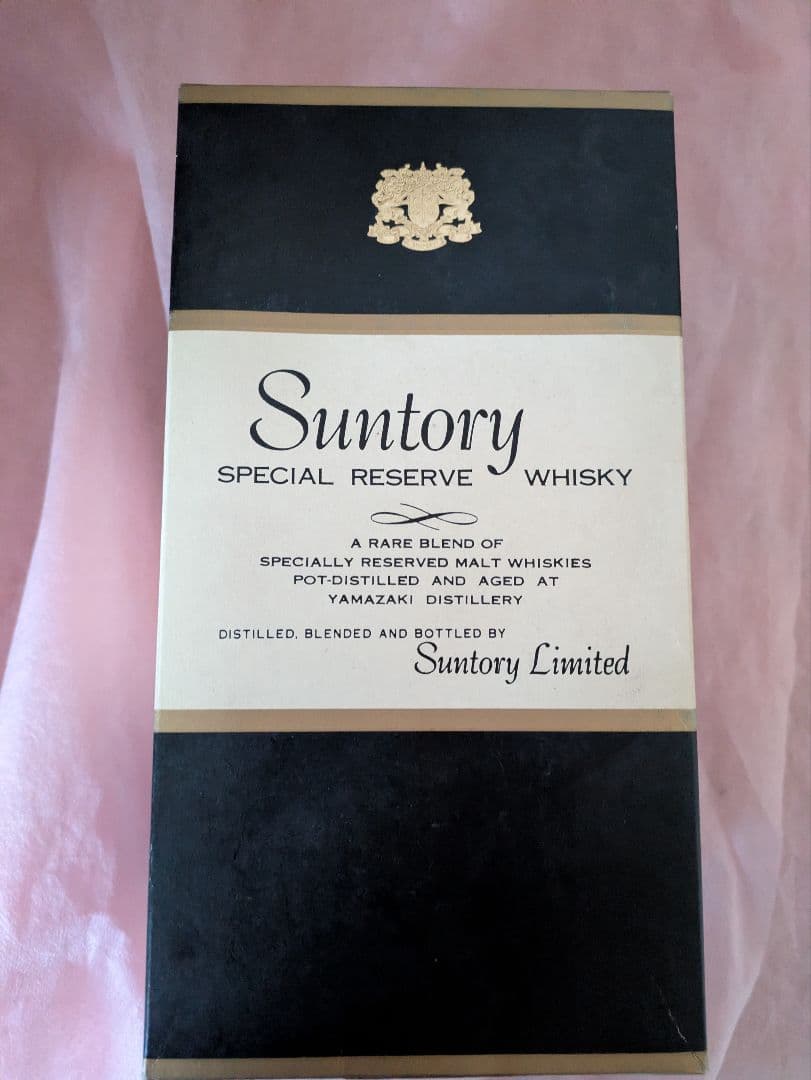 Suntory
SPECIAL RESERVE WHISKY
A RARE BLEND OF
SPECIALLY RESERVED MALT WHISKIES
POT-DISTILLED AND AGED AT
YAMAZAKI DISTILLERY
DISTILLED, BLENDED AND BOTTLED BY
Suntory Limited